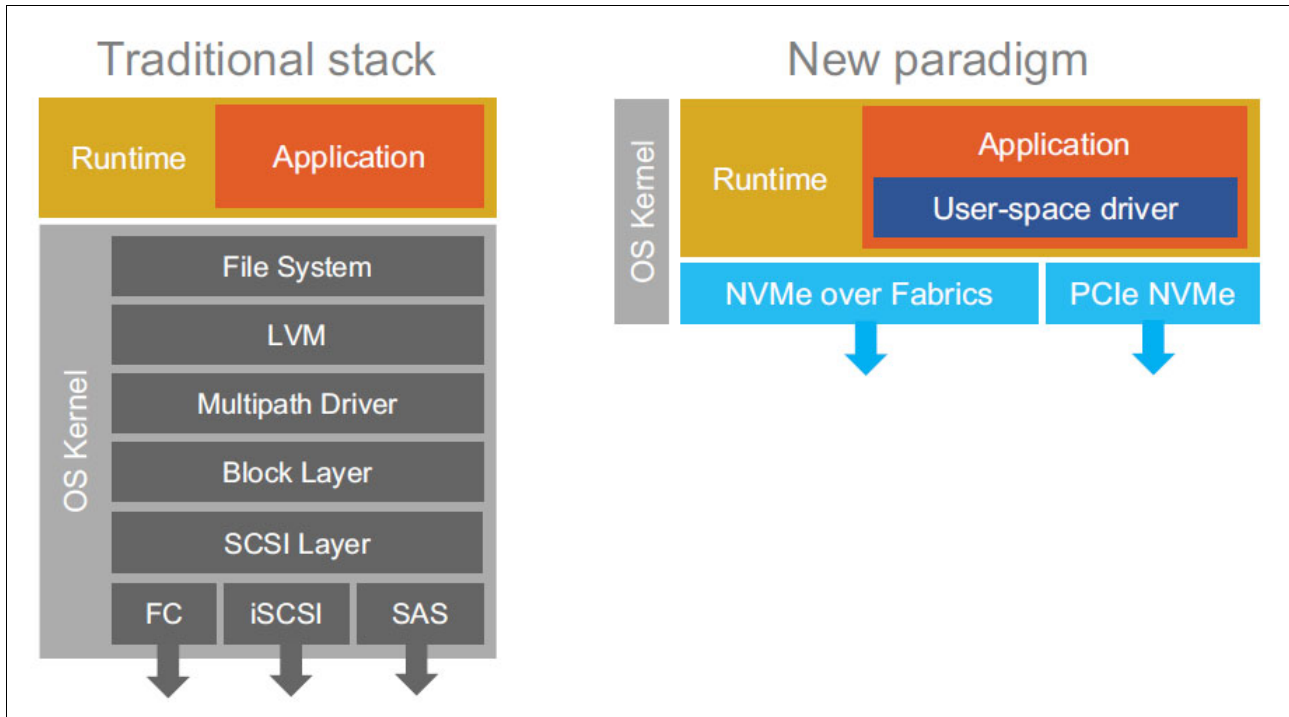 Traditional stack
Runtime
Application
OS Kernel
File System
LVM
Multipath Driver
Block Layer
SCSI Layer
FC
iSCSI
SAS
New paradigm
OS Kernel
Runtime
Application
User-space driver
NVMe over Fabrics
PCIe NVMe